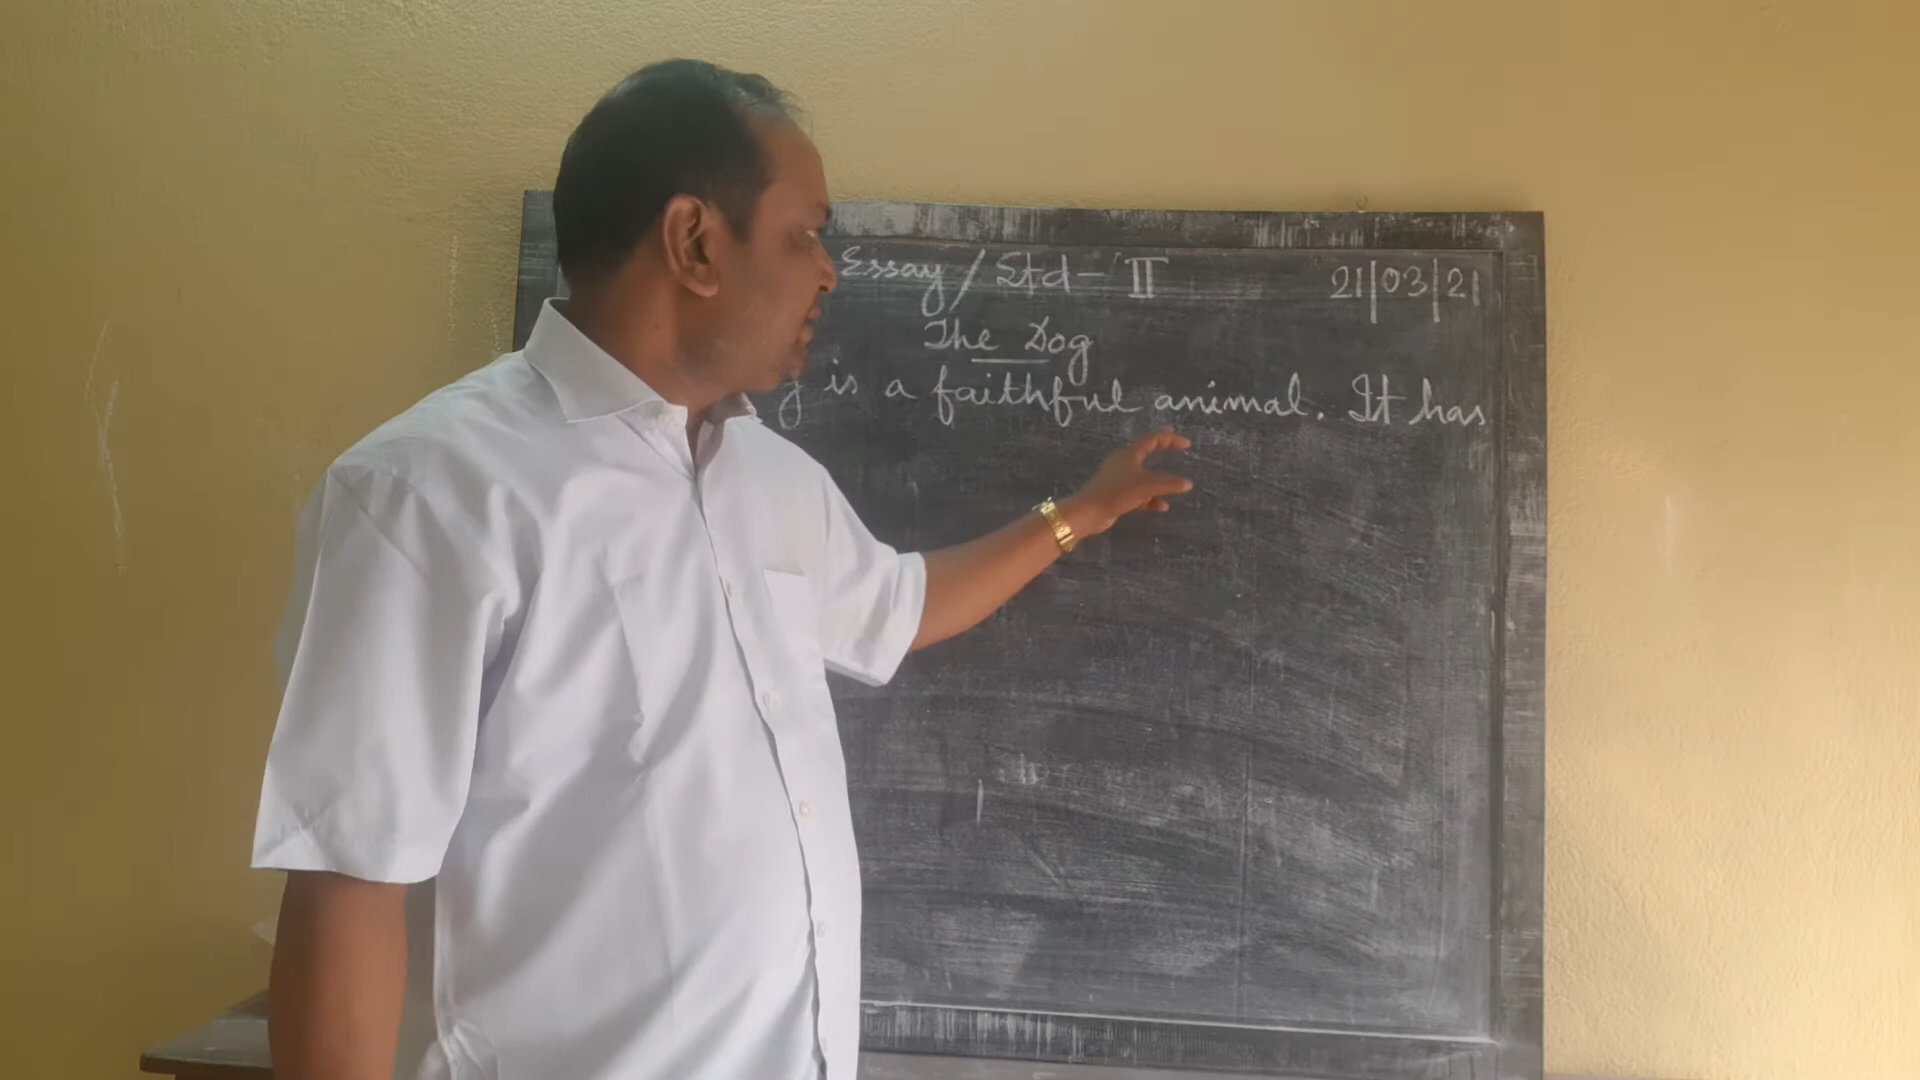 Essay / Std - II 21|03|21
The Dog
is a faithful animal. It has